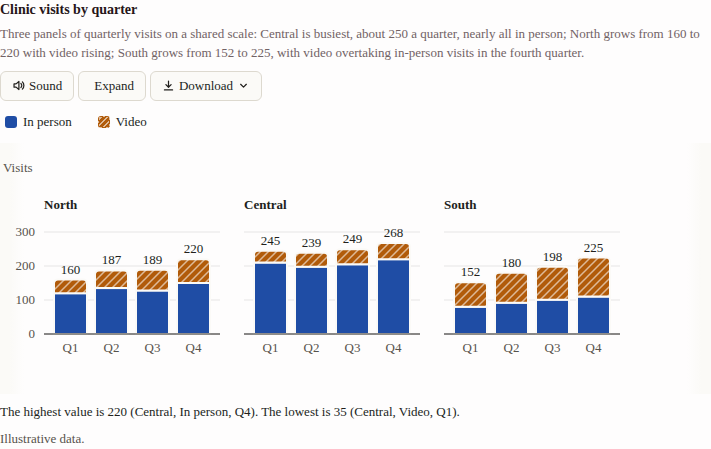 Clinic visits by quarter
Three panels of quarterly visits on a shared scale: Central is busiest, about 250 a quarter, nearly all in person; North grows from 160 to
220 with video rising; South grows from 152 to 225, with video overtaking in-person visits in the fourth quarter.
Sound Expand Download
In person Video
Visits
North Central South
300
200
100
0
160 187 189 220
245 239 249 268
152 180 198 225
Q1 Q2 Q3 Q4 Q1 Q2 Q3 Q4 Q1 Q2 Q3 Q4
The highest value is 220 (Central, In person, Q4). The lowest is 35 (Central, Video, Q1).
Illustrative data.